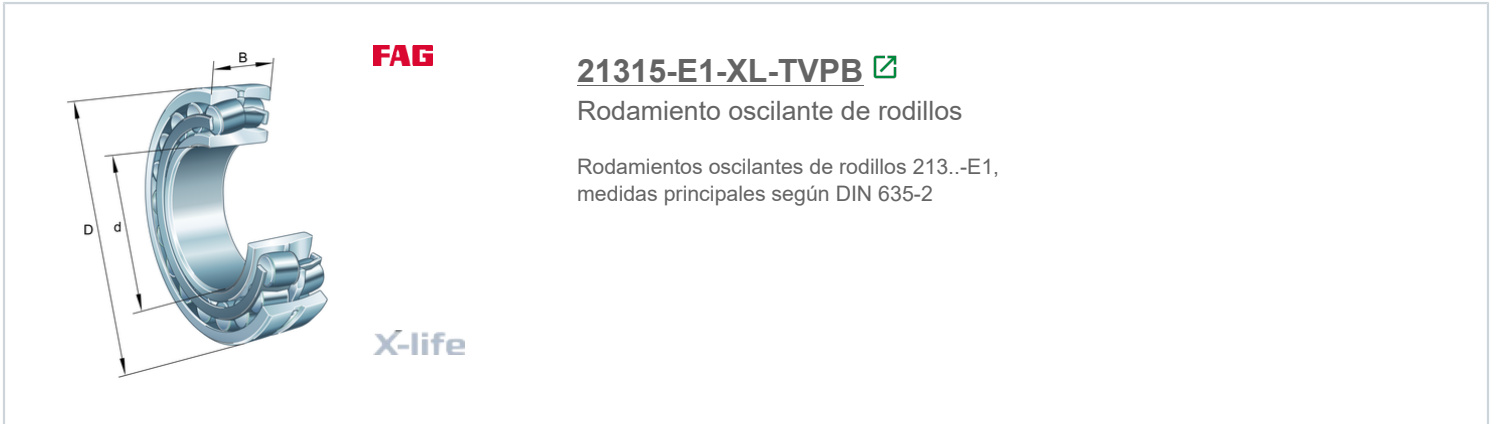 B
FAG
21315-E1-XL-TVPB
Rodamiento oscilante de rodillos
Rodamientos oscilantes de rodillos 213..-E1,
medidas principales según DIN 635-2
D
d
X-life